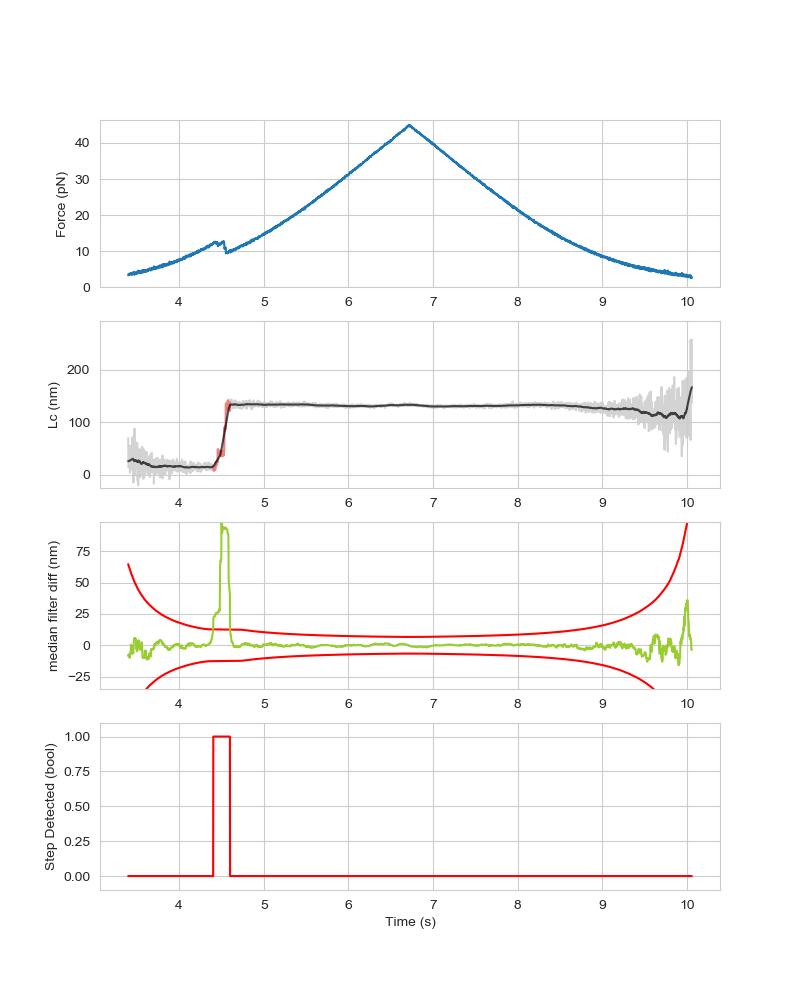 Force (pN)
40
30
20
10
0
4 5 6 7 8 9 10
Lc (nm)
200
100
0
4 5 6 7 8 9 10
median filter diff (nm)
75
50
25
0
−25
4 5 6 7 8 9 10
Step Detected (bool)
1.00
0.75
0.50
0.25
0.00
4 5 6 7 8 9 10
Time (s)